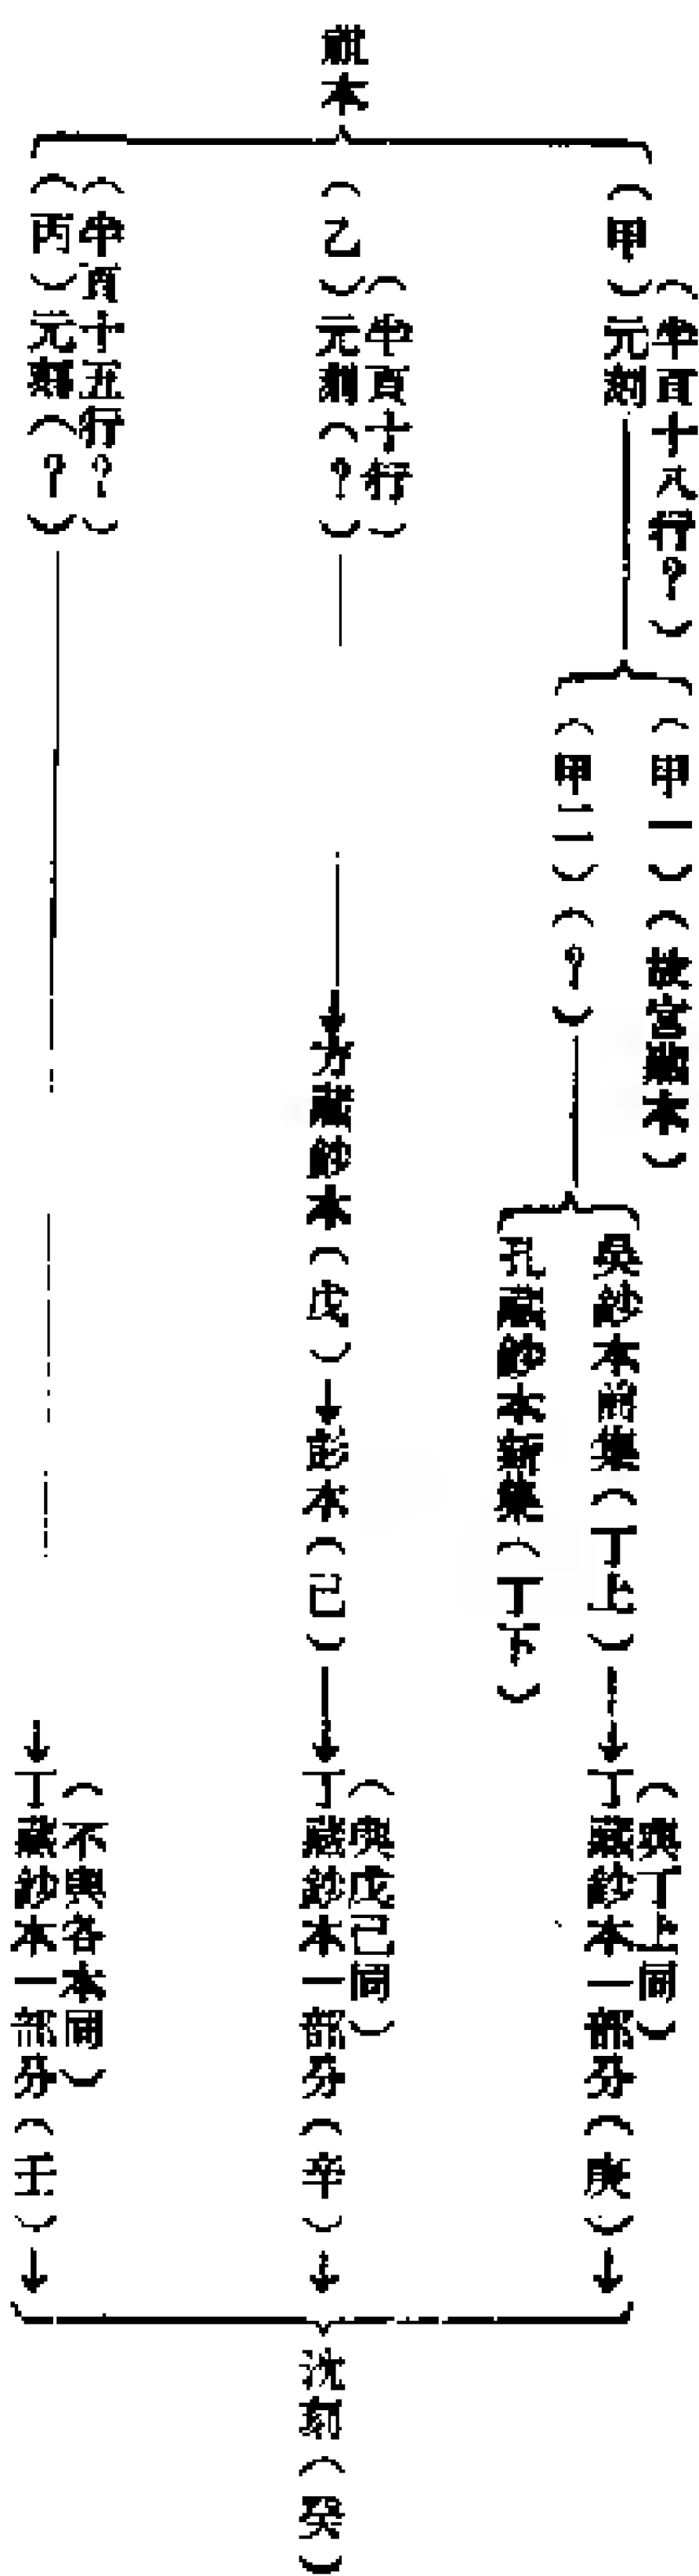 祖本
(甲)元刻
(半頁十八行?)
(甲一)(故宮藏本)
(甲二)(?)
吳鈔本前集(丁上)
孔藏鈔本新集(丁下)
(與丁上同)
丁藏鈔本一部分(庚)
(半頁十行)
(乙)元刻(?)
方藏鈔本(戊)
彭本(己)
(與戊己同)
丁藏鈔本一部分(辛)
(半頁十五行?)
(丙)元刻(?)
(不與各本同)
丁藏鈔本一部分(壬)
沈刻(癸)